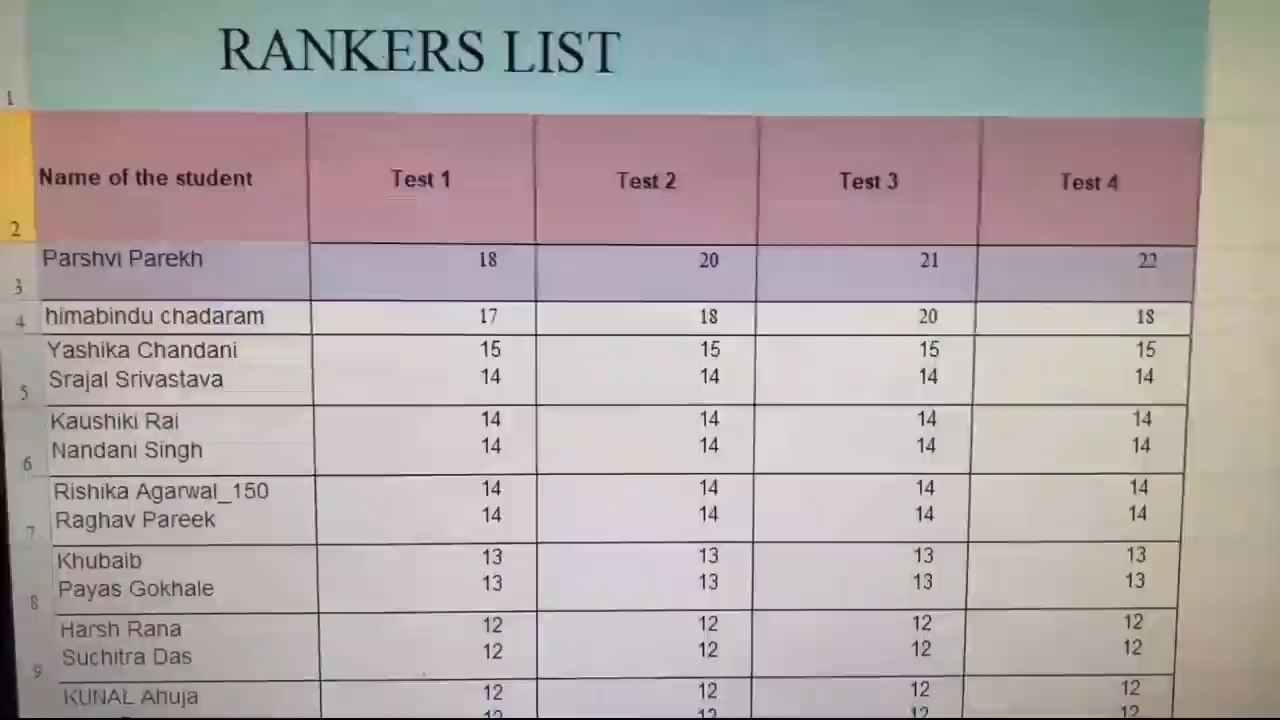 RANKERS LIST
1
Name of the student Test 1 Test 2 Test 3 Test 4
2
Parshvi Parekh 18 20 21 22
3
himabindu chadaram 17 18 20 18
4
Yashika Chandani 15 15 15 15
Srajal Srivastava 14 14 14 14
5
Kaushiki Rai 14 14 14 14
Nandani Singh 14 14 14 14
6
Rishika Agarwal_150 14 14 14 14
Raghav Pareek 14 14 14 14
7
Khubaib 13 13 13 13
Payas Gokhale 13 13 13 13
8
Harsh Rana 12 12 12 12
Suchitra Das 12 12 12 12
9
KUNAL Ahuja 12 12 12 12
12 12 12 12